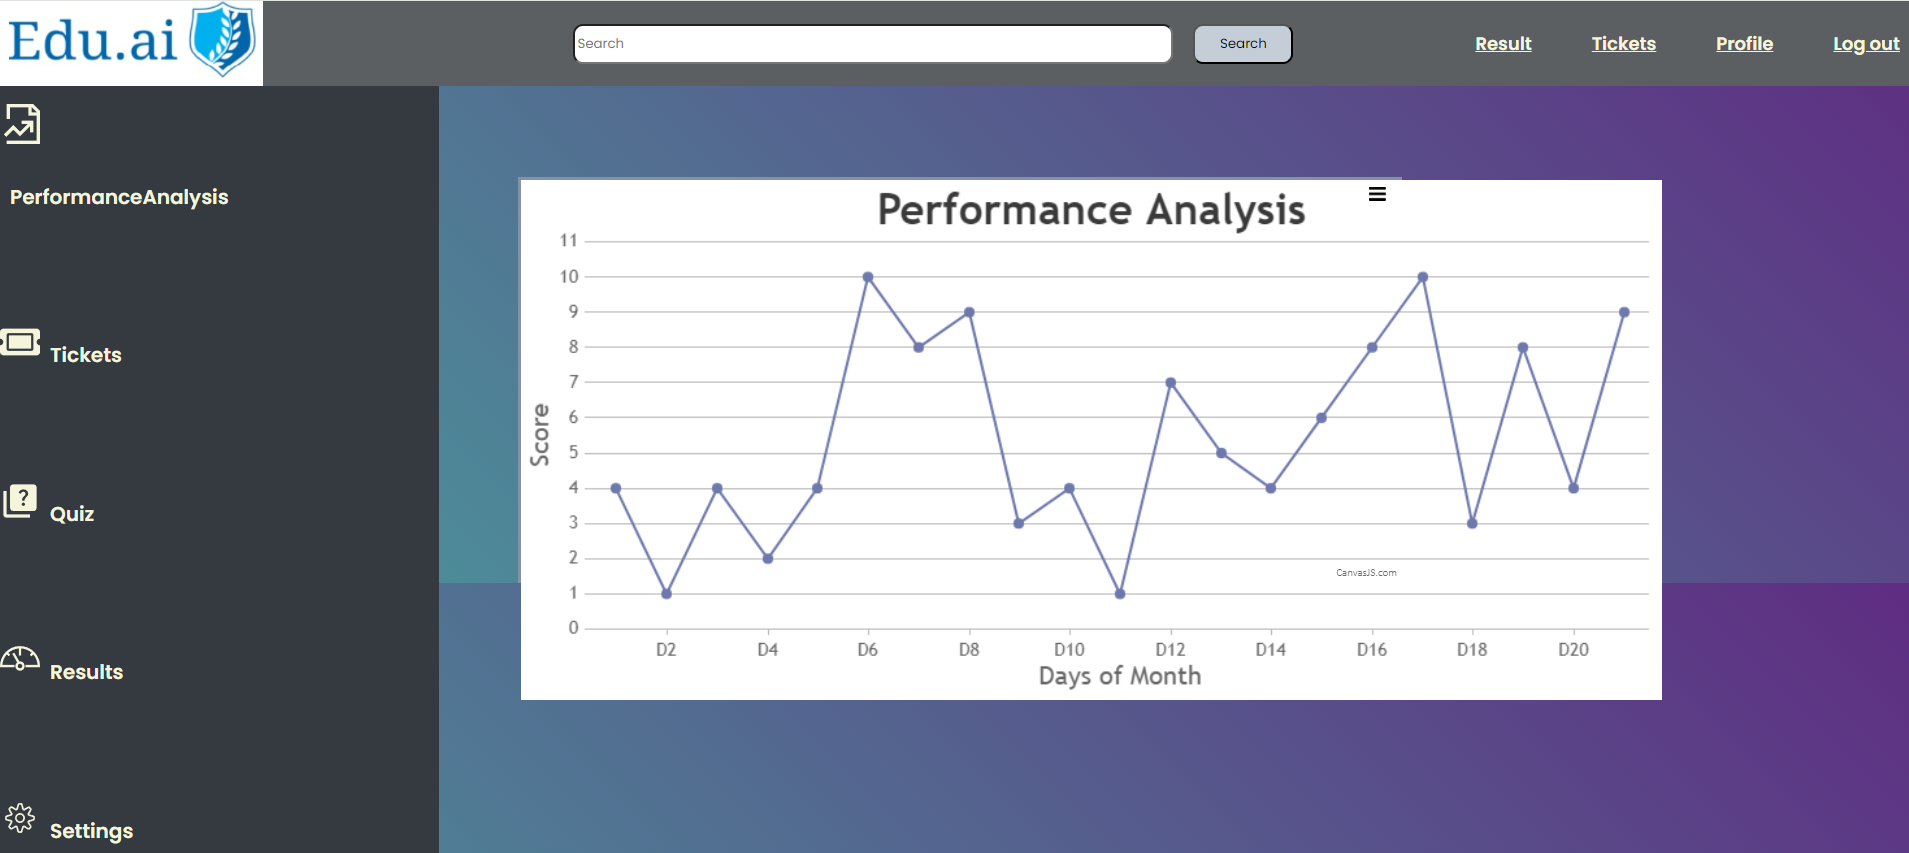 Edu.ai
Search
Search
Result
Tickets
Profile
Log out
PerformanceAnalysis
Tickets
Quiz
Results
Settings
Performance Analysis
11
10
9
8
7
6
5
4
3
2
1
0
Score
CanvasJS.com
D2 D4 D6 D8 D10 D12 D14 D16 D18 D20
Days of Month